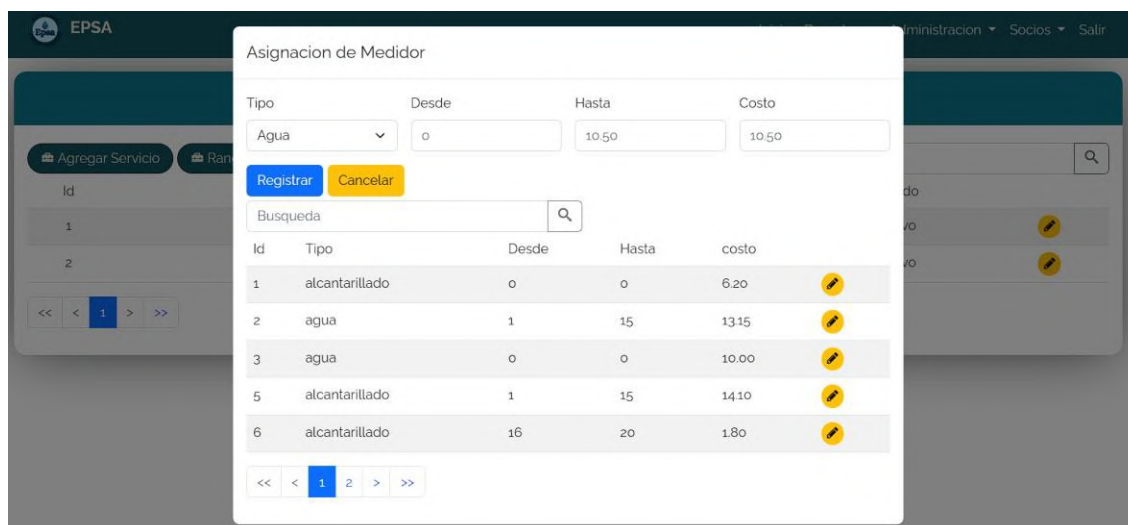 EPSA
Administracion Socios Salir
Asignacion de Medidor
Tipo Desde Hasta Costo
Agua 0 10.50 10.50
Agregar Servicio
Registrar Cancelar
Busqueda
Id
Id Tipo Desde Hasta costo
1
1 alcantarillado 0 0 6.20
2
2 agua 1 15 13.15
3 agua 0 0 10.00
<< < 1 > >>
5 alcantarillado 1 15 14.10
6 alcantarillado 16 20 1.80
<< < 1 2 > >>